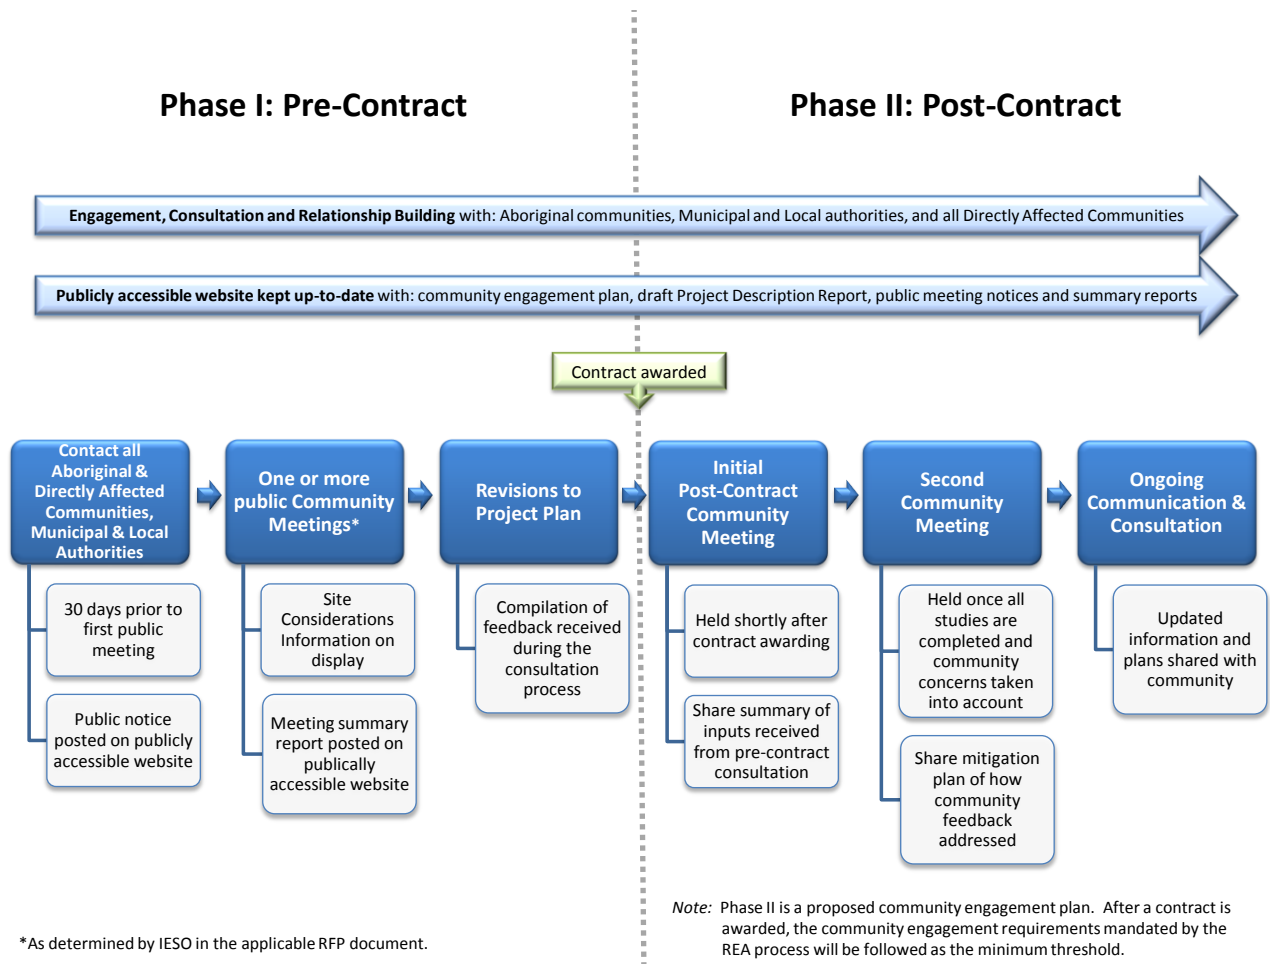 Phase I: Pre-Contract
Phase II: Post-Contract
Engagement, Consultation and Relationship Building with: Aboriginal communities, Municipal and Local authorities, and all Directly Affected Communities
Publicly accessible website kept up-to-date with: community engagement plan, draft Project Description Report, public meeting notices and summary reports
Contract awarded
Contact all
Aboriginal &
Directly Affected
Communities,
Municipal & Local
Authorities
30 days prior to
first public
meeting
Public notice
posted on publicly
accessible website
One or more
public Community
Meetings*
Site
Considerations
Information on
display
Meeting summary
report posted on
publically
accessible website
Revisions to
Project Plan
Compilation of
feedback received
during the
consultation
process
Initial
Post-Contract
Community
Meeting
Held shortly after
contract awarding
Share summary of
inputs received
from pre-contract
consultation
Second
Community
Meeting
Held once all
studies are
completed and
community
concerns taken
into account
Share mitigation
plan of how
community
feedback
addressed
Ongoing
Communication &
Consultation
Updated
information and
plans shared with
community
*As determined by IESO in the applicable RFP document.
Note: Phase II is a proposed community engagement plan. After a contract is
awarded, the community engagement requirements mandated by the
REA process will be followed as the minimum threshold.